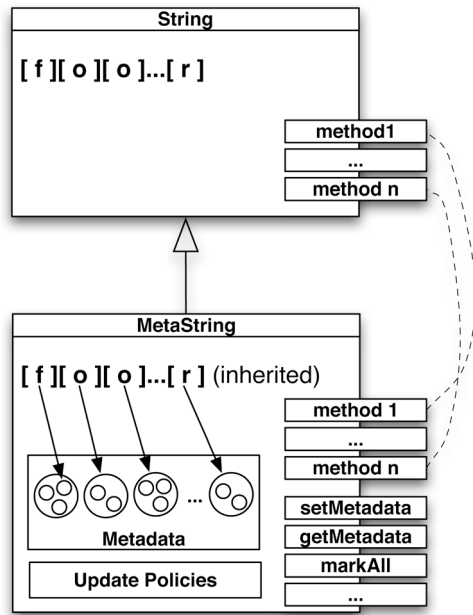 String
[ f ][ o ][ o ]...[ r ]
method1
...
method n
MetaString
[ f ][ o ][ o ]...[ r ] (inherited)
method 1
...
method n
...
Metadata
setMetadata
getMetadata
markAll
...
Update Policies